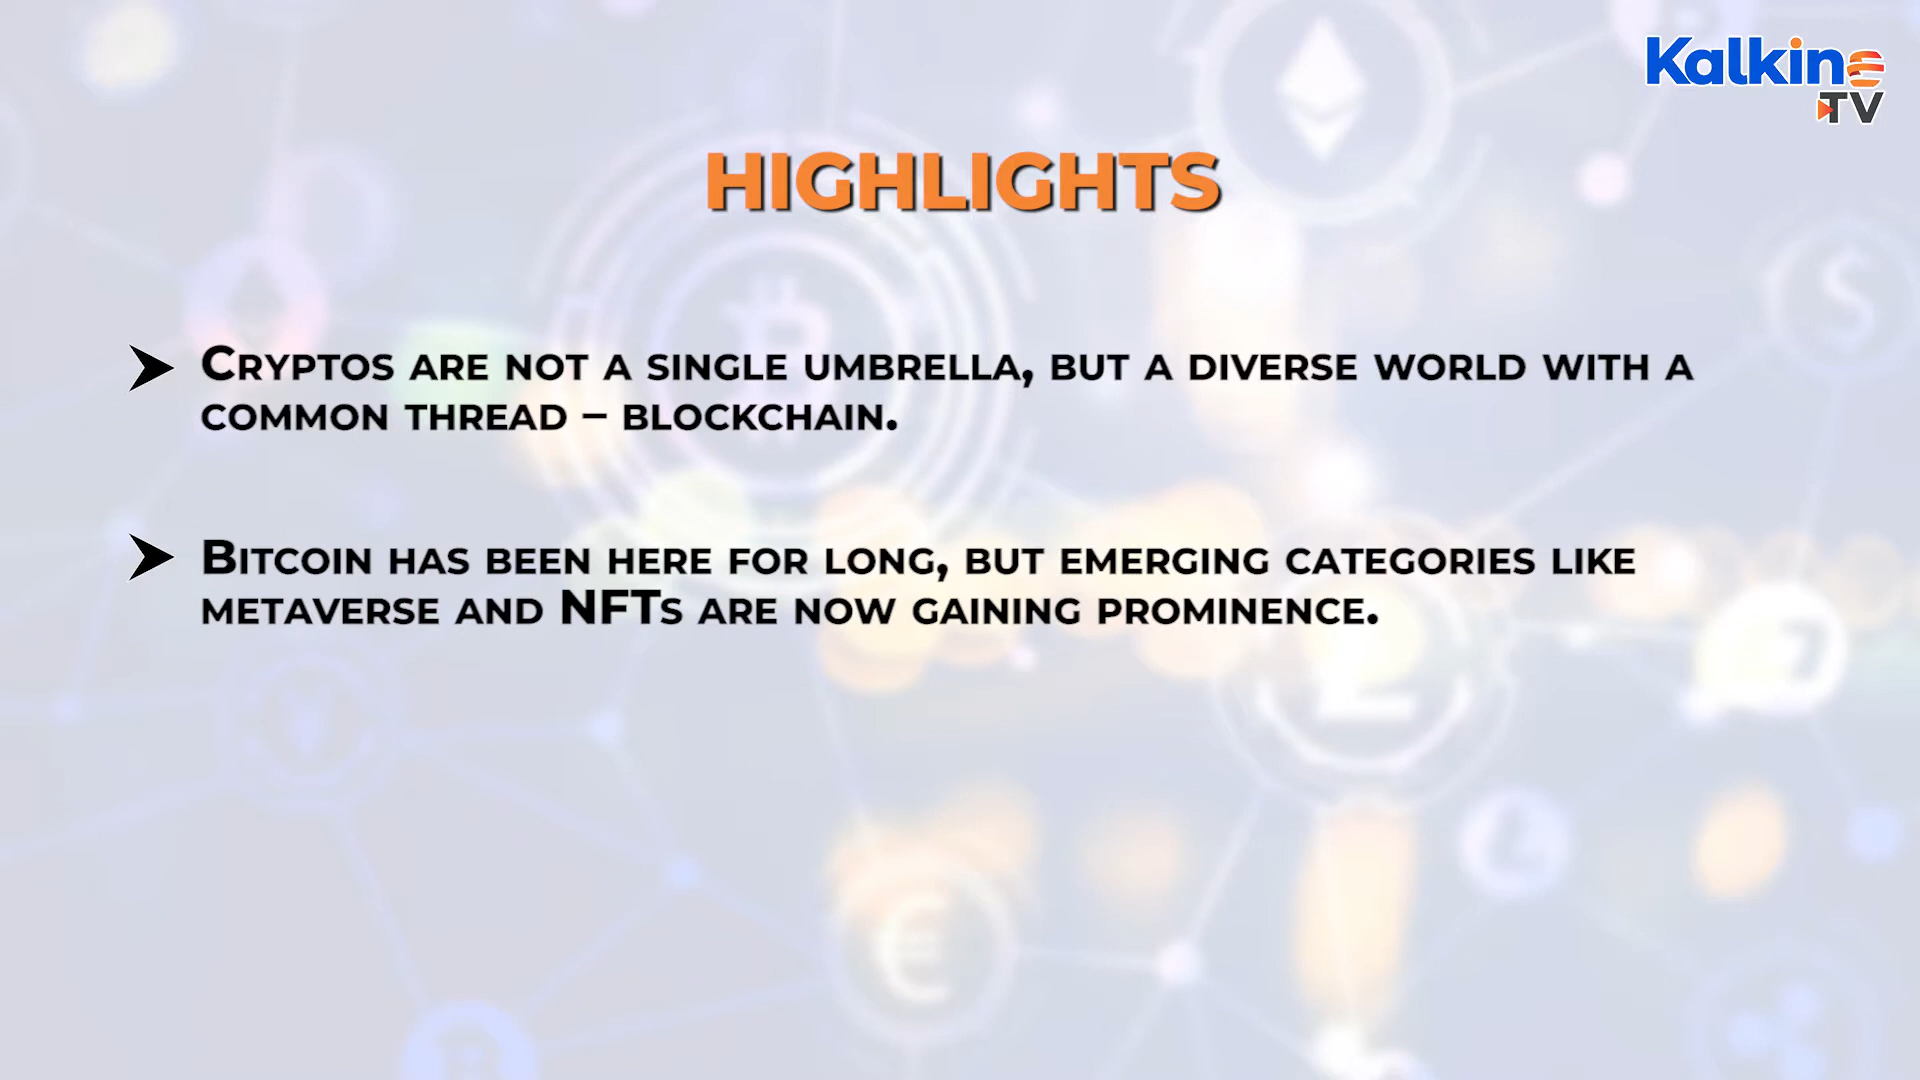 Kalkine
TV
HIGHLIGHTS
➤ Cryptos are not a single umbrella, but a diverse world with a
common thread – blockchain.
➤ Bitcoin has been here for long, but emerging categories like
metaverse and NFTs are now gaining prominence.